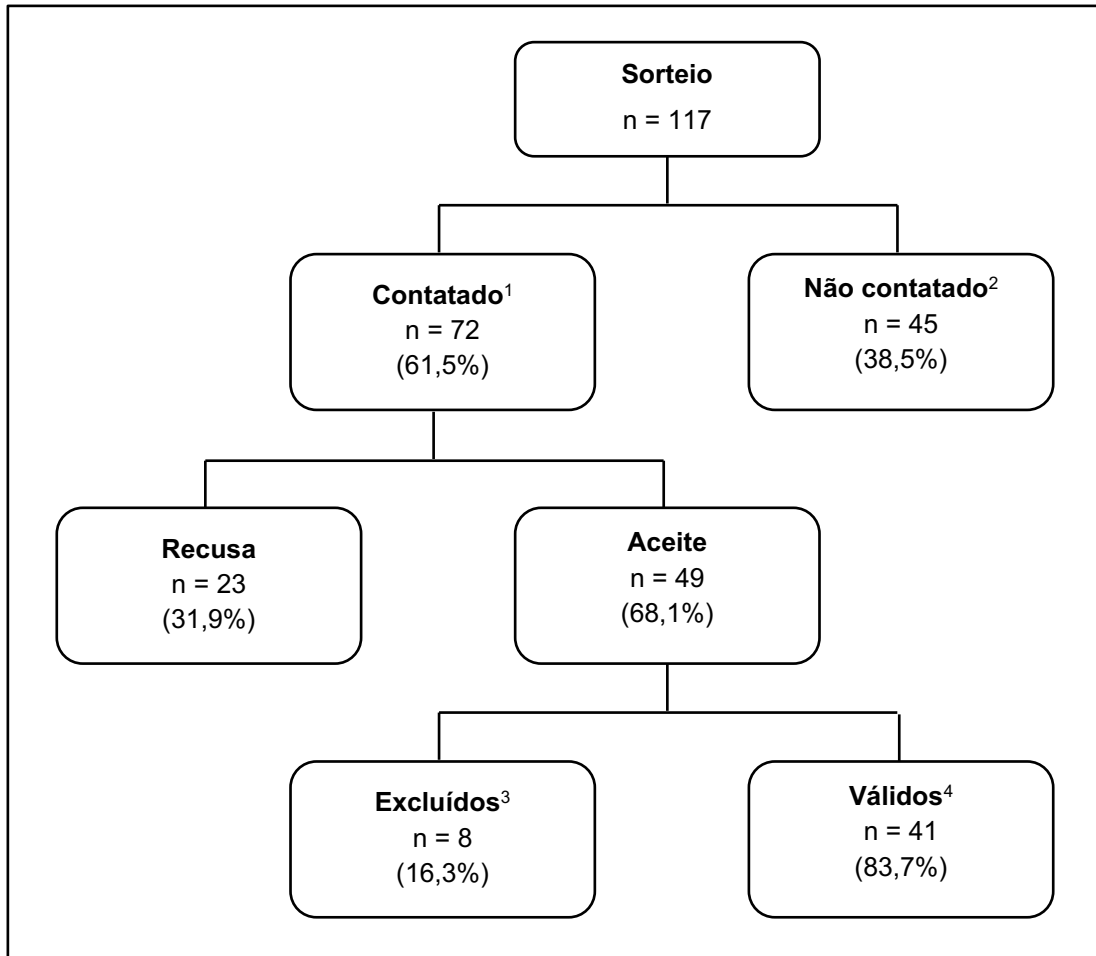 Sorteio
n = 117
Contatado¹
n = 72
(61,5%)
Não contatado²
n = 45
(38,5%)
Recusa
n = 23
(31,9%)
Aceite
n = 49
(68,1%)
Excluídos³
n = 8
(16,3%)
Válidos⁴
n = 41
(83,7%)